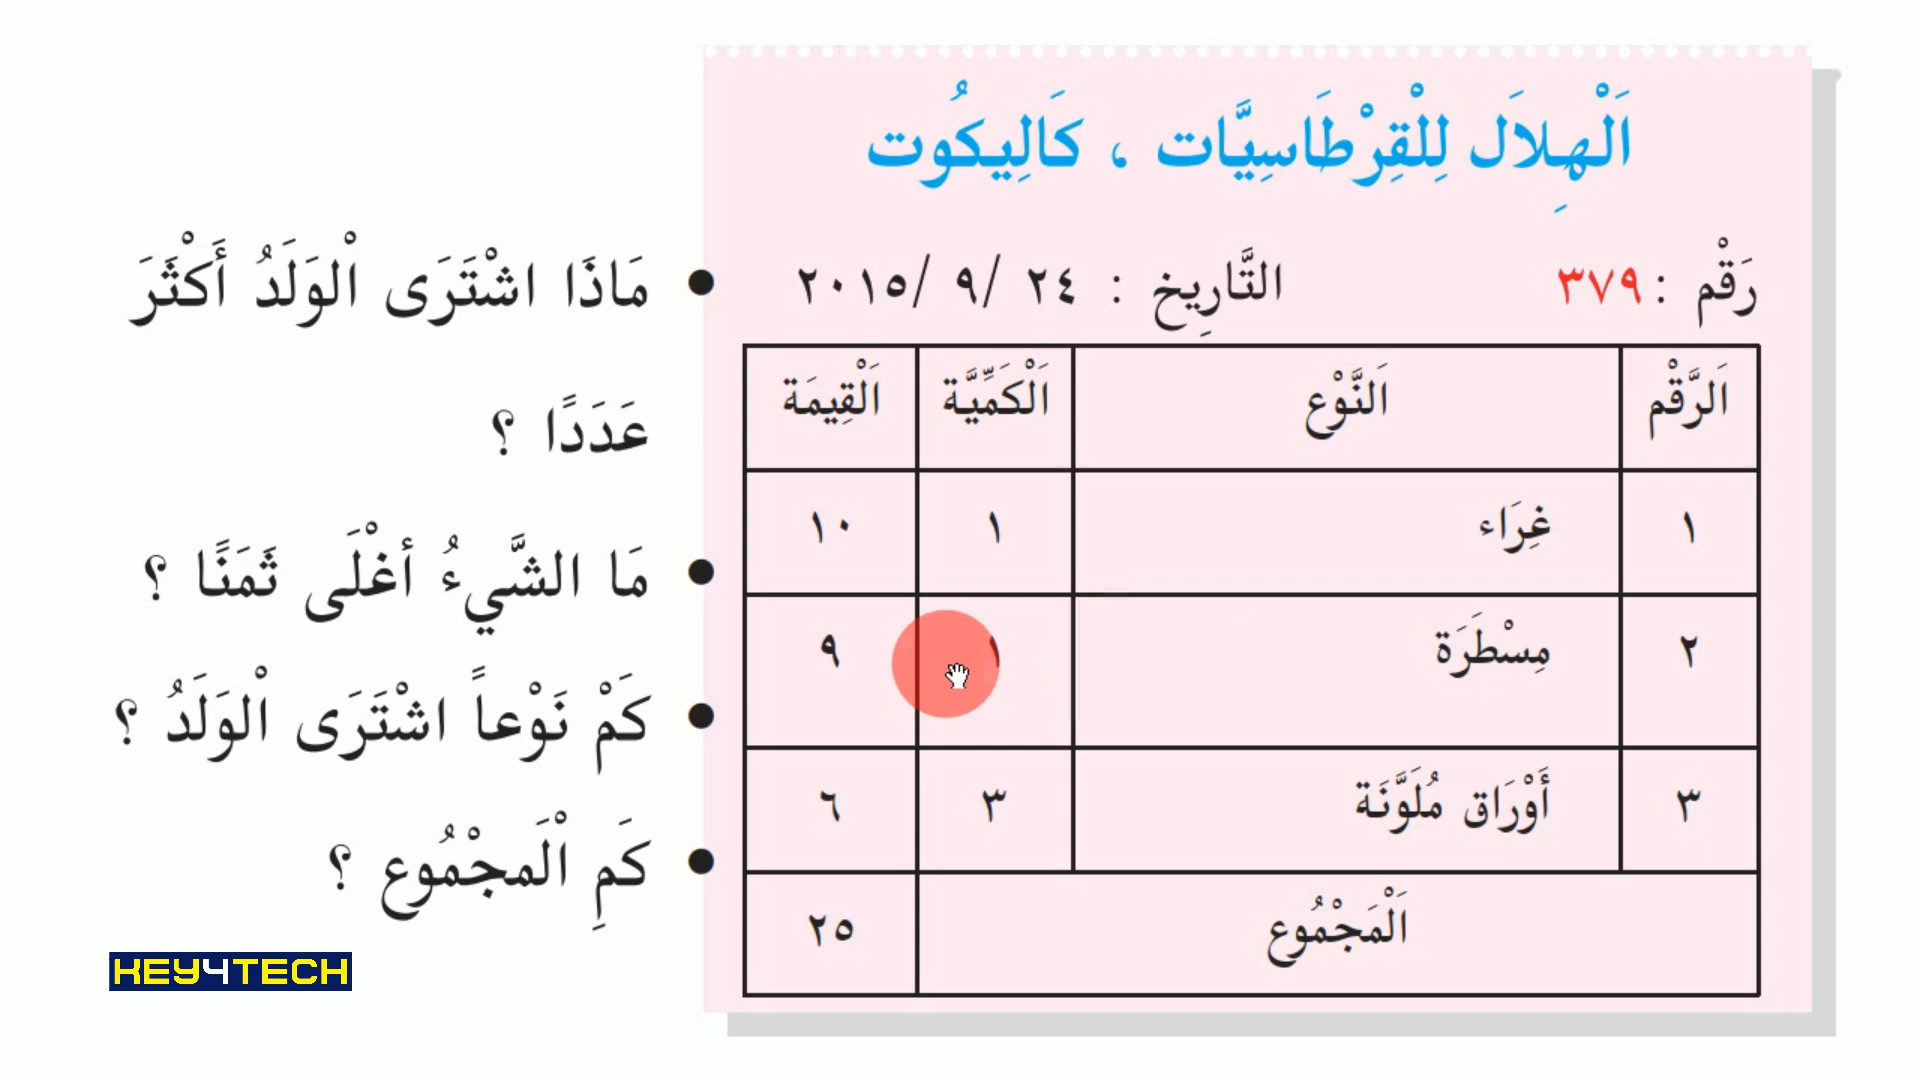 اَلْهِلَال لِلْقِرْطَاسِيَّات ، كَالِيكُوت
رَقْم : ٣٧٩ التَّارِيخ : ٢٤ /٩ /٢٠١٥
اَلرَّقْم اَلنَّوْع اَلْكَمِّيَّة اَلْقِيمَة
١ غِرَاء ١ ١٠
٢ مِسْطَرَة ١ ٩
٣ أَوْرَاق مُلَوَّنَة ٣ ٦
اَلْمَجْمُوع ٢٥
● مَاذَا اشْتَرَى الْوَلَدُ أَكْثَرَ
عَدَدًا ؟
● مَا الشَّيءُ أغْلَى ثَمَنًا ؟
● كَمْ نَوْعاً اشْتَرَى الْوَلَدُ ؟
● كَمِ الْمَجْمُوع ؟
KEY4TECH